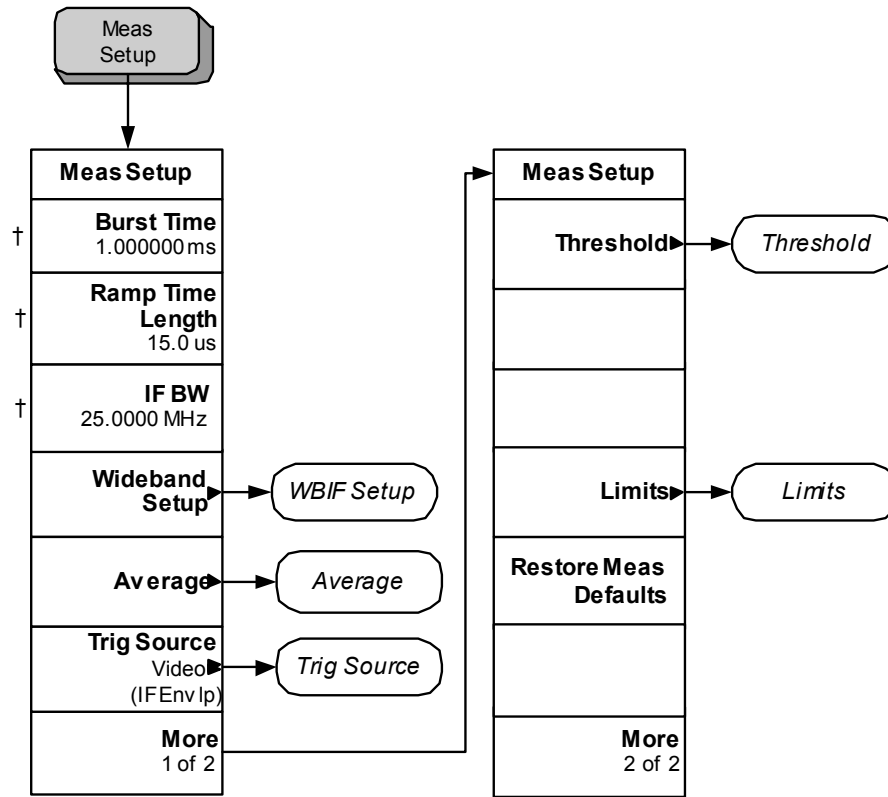 Meas
Setup
Meas Setup
† Burst Time
1.000000 ms
† Ramp Time
Length
15.0 us
† IF BW
25.0000 MHz
Wideband
Setup
WBIF Setup
Average
Average
Trig Source
Video
(IFEnvlp)
Trig Source
More
1 of 2
Meas Setup
Threshold
Threshold
Limits
Limits
Restore Meas
Defaults
More
2 of 2